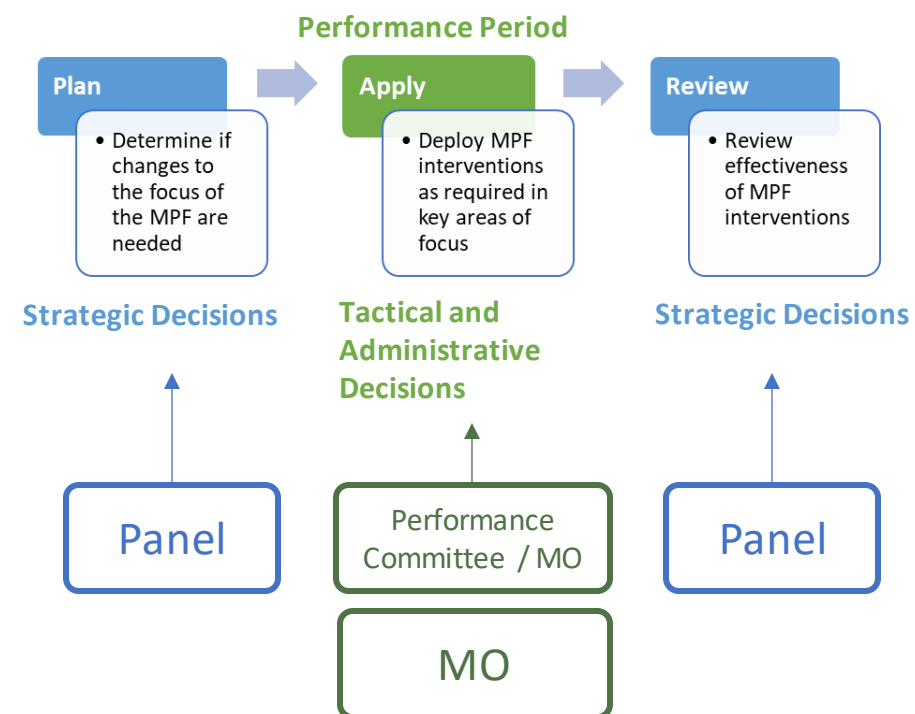 Performance Period
Plan
• Determine if
changes to
the focus of
the MPF are
needed
Apply
• Deploy MPF
interventions
as required in
key areas of
focus
Review
• Review
effectiveness
of MPF
interventions
Strategic Decisions
Tactical and
Administrative
Decisions
Strategic Decisions
Panel
Performance
Committee / MO
Panel
MO